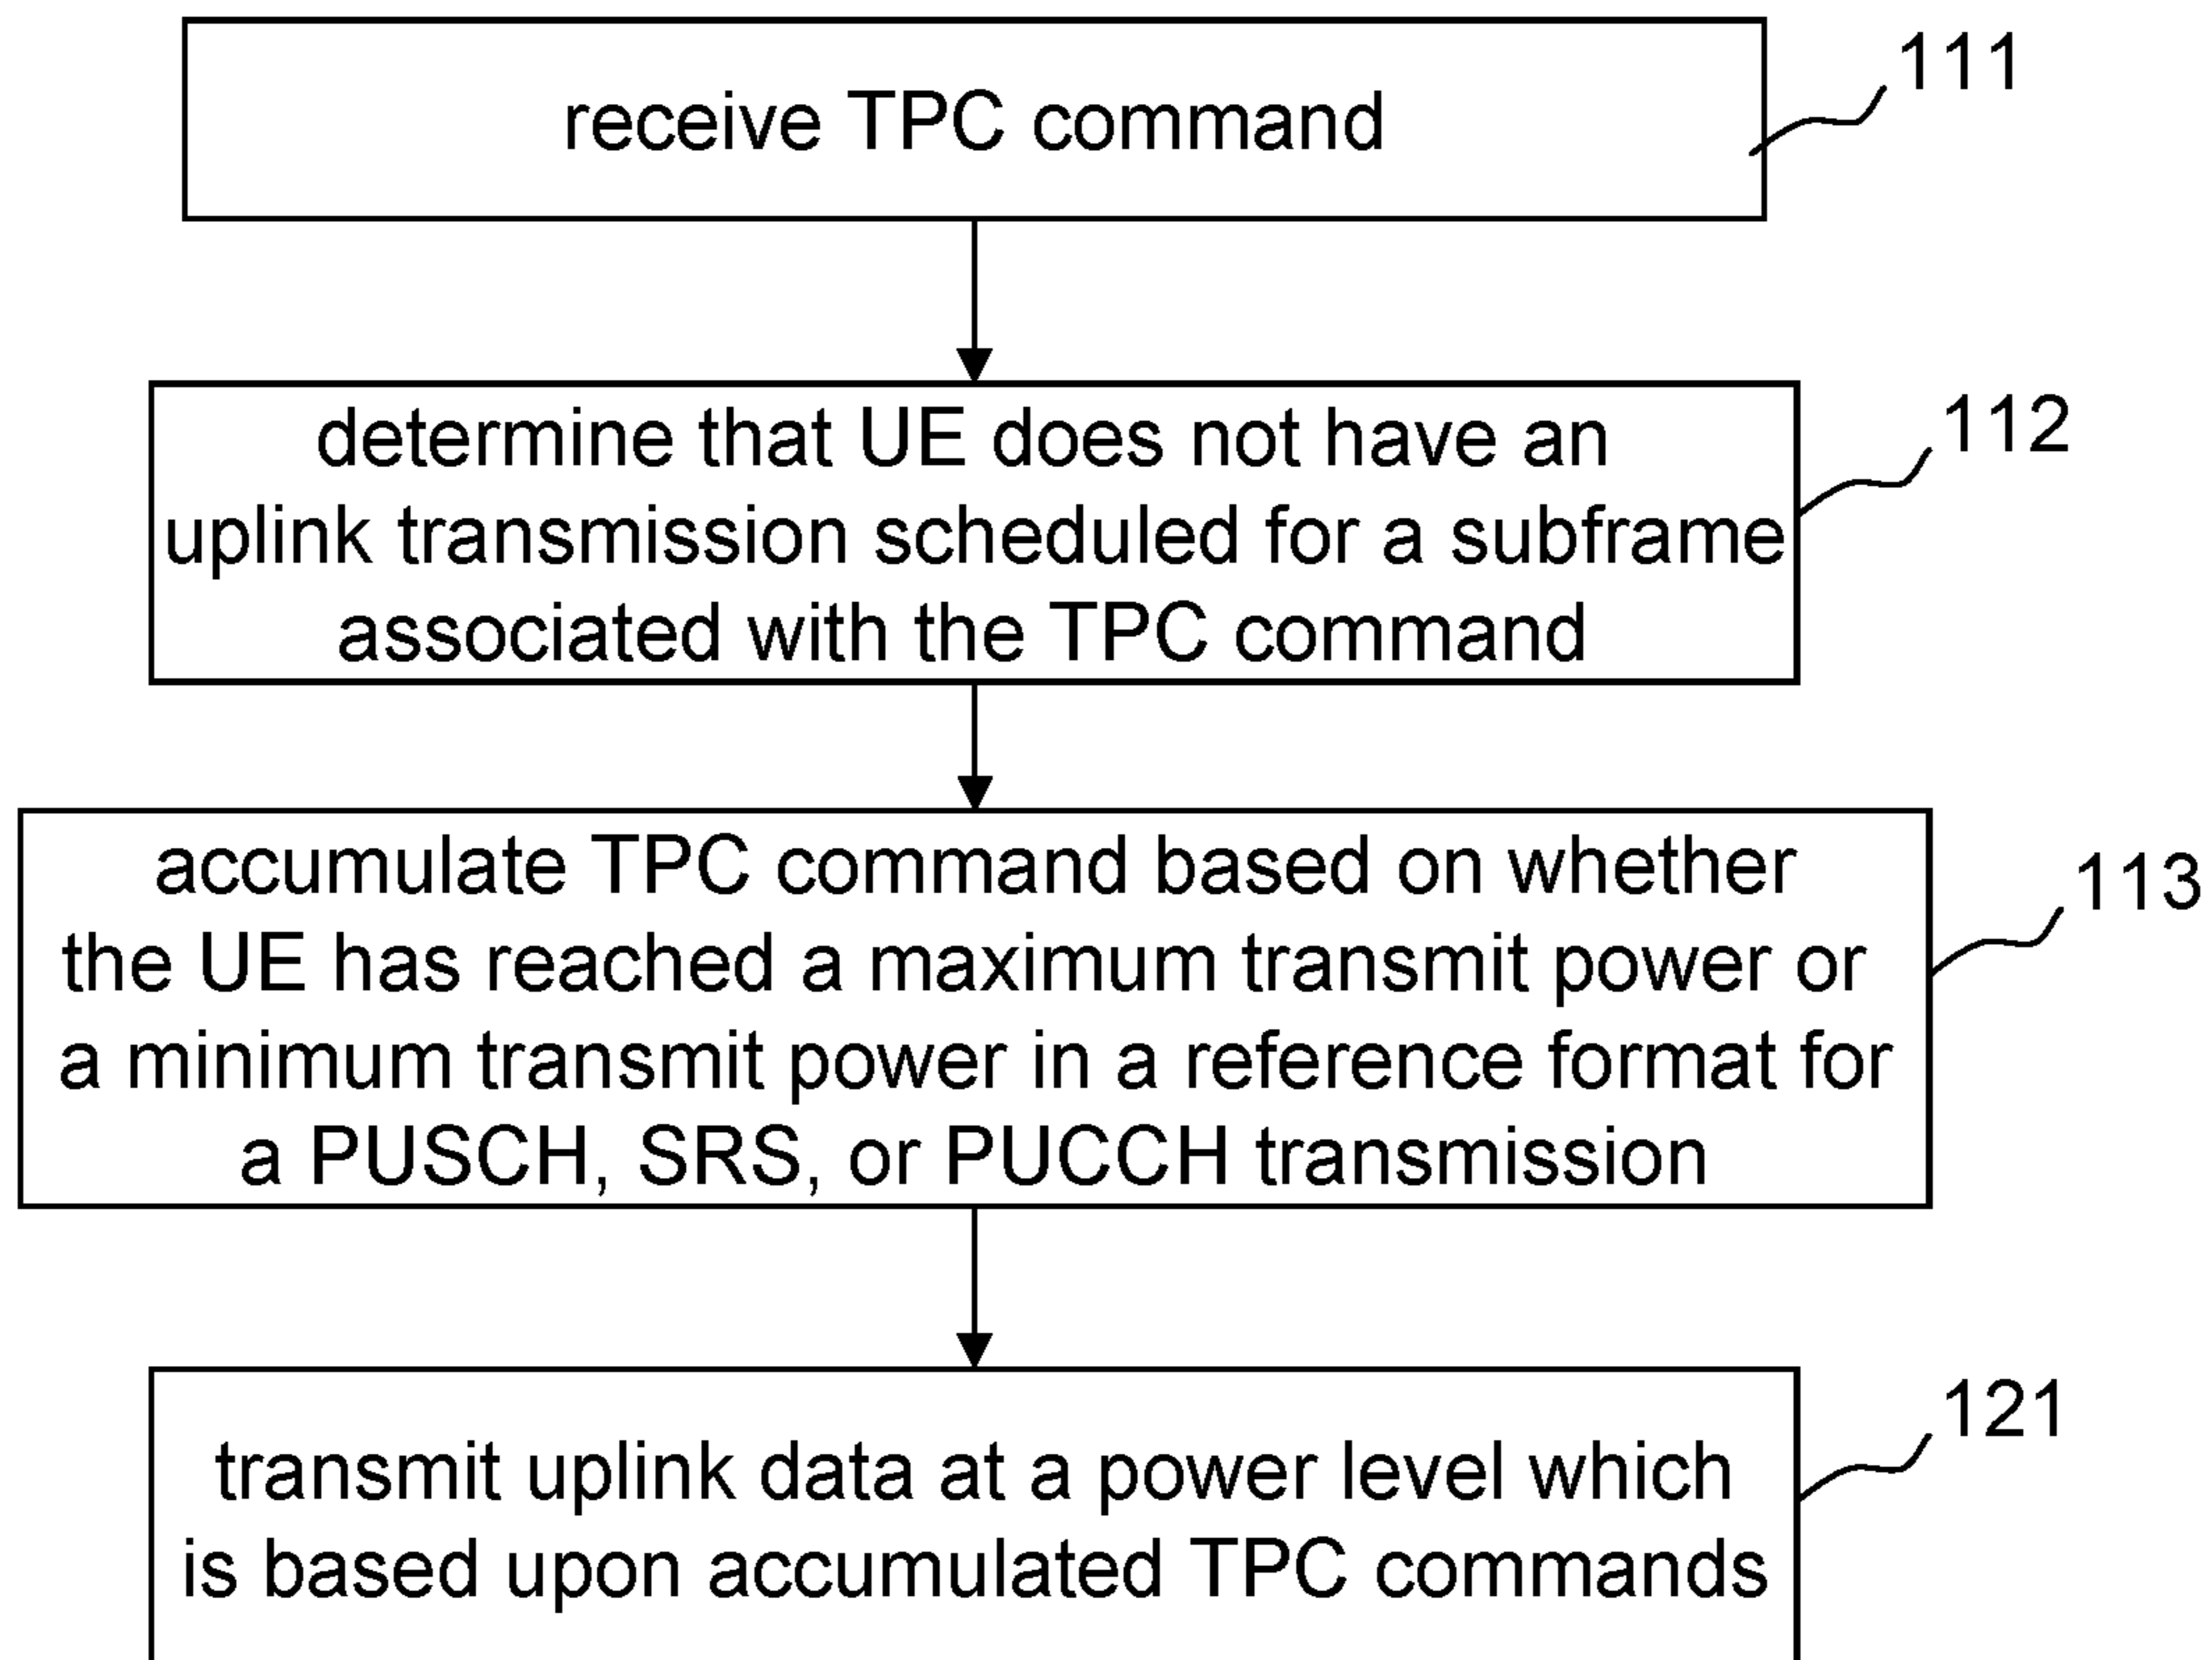 receive TPC command
111
determine that UE does not have an
uplink transmission scheduled for a subframe
associated with the TPC command
112
accumulate TPC command based on whether
the UE has reached a maximum transmit power or
a minimum transmit power in a reference format for
a PUSCH, SRS, or PUCCH transmission
113
transmit uplink data at a power level which
is based upon accumulated TPC commands
121